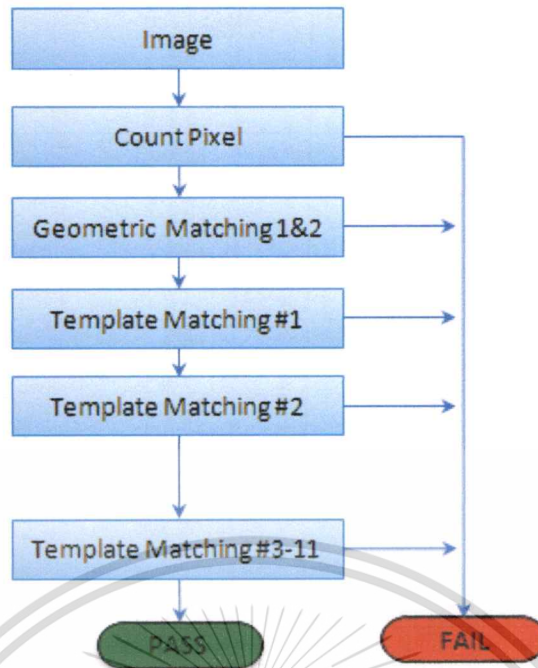 Image
Count Pixel
Geometric Matching 1&2
Template Matching #1
Template Matching #2
Template Matching #3-11
PASS
FAIL